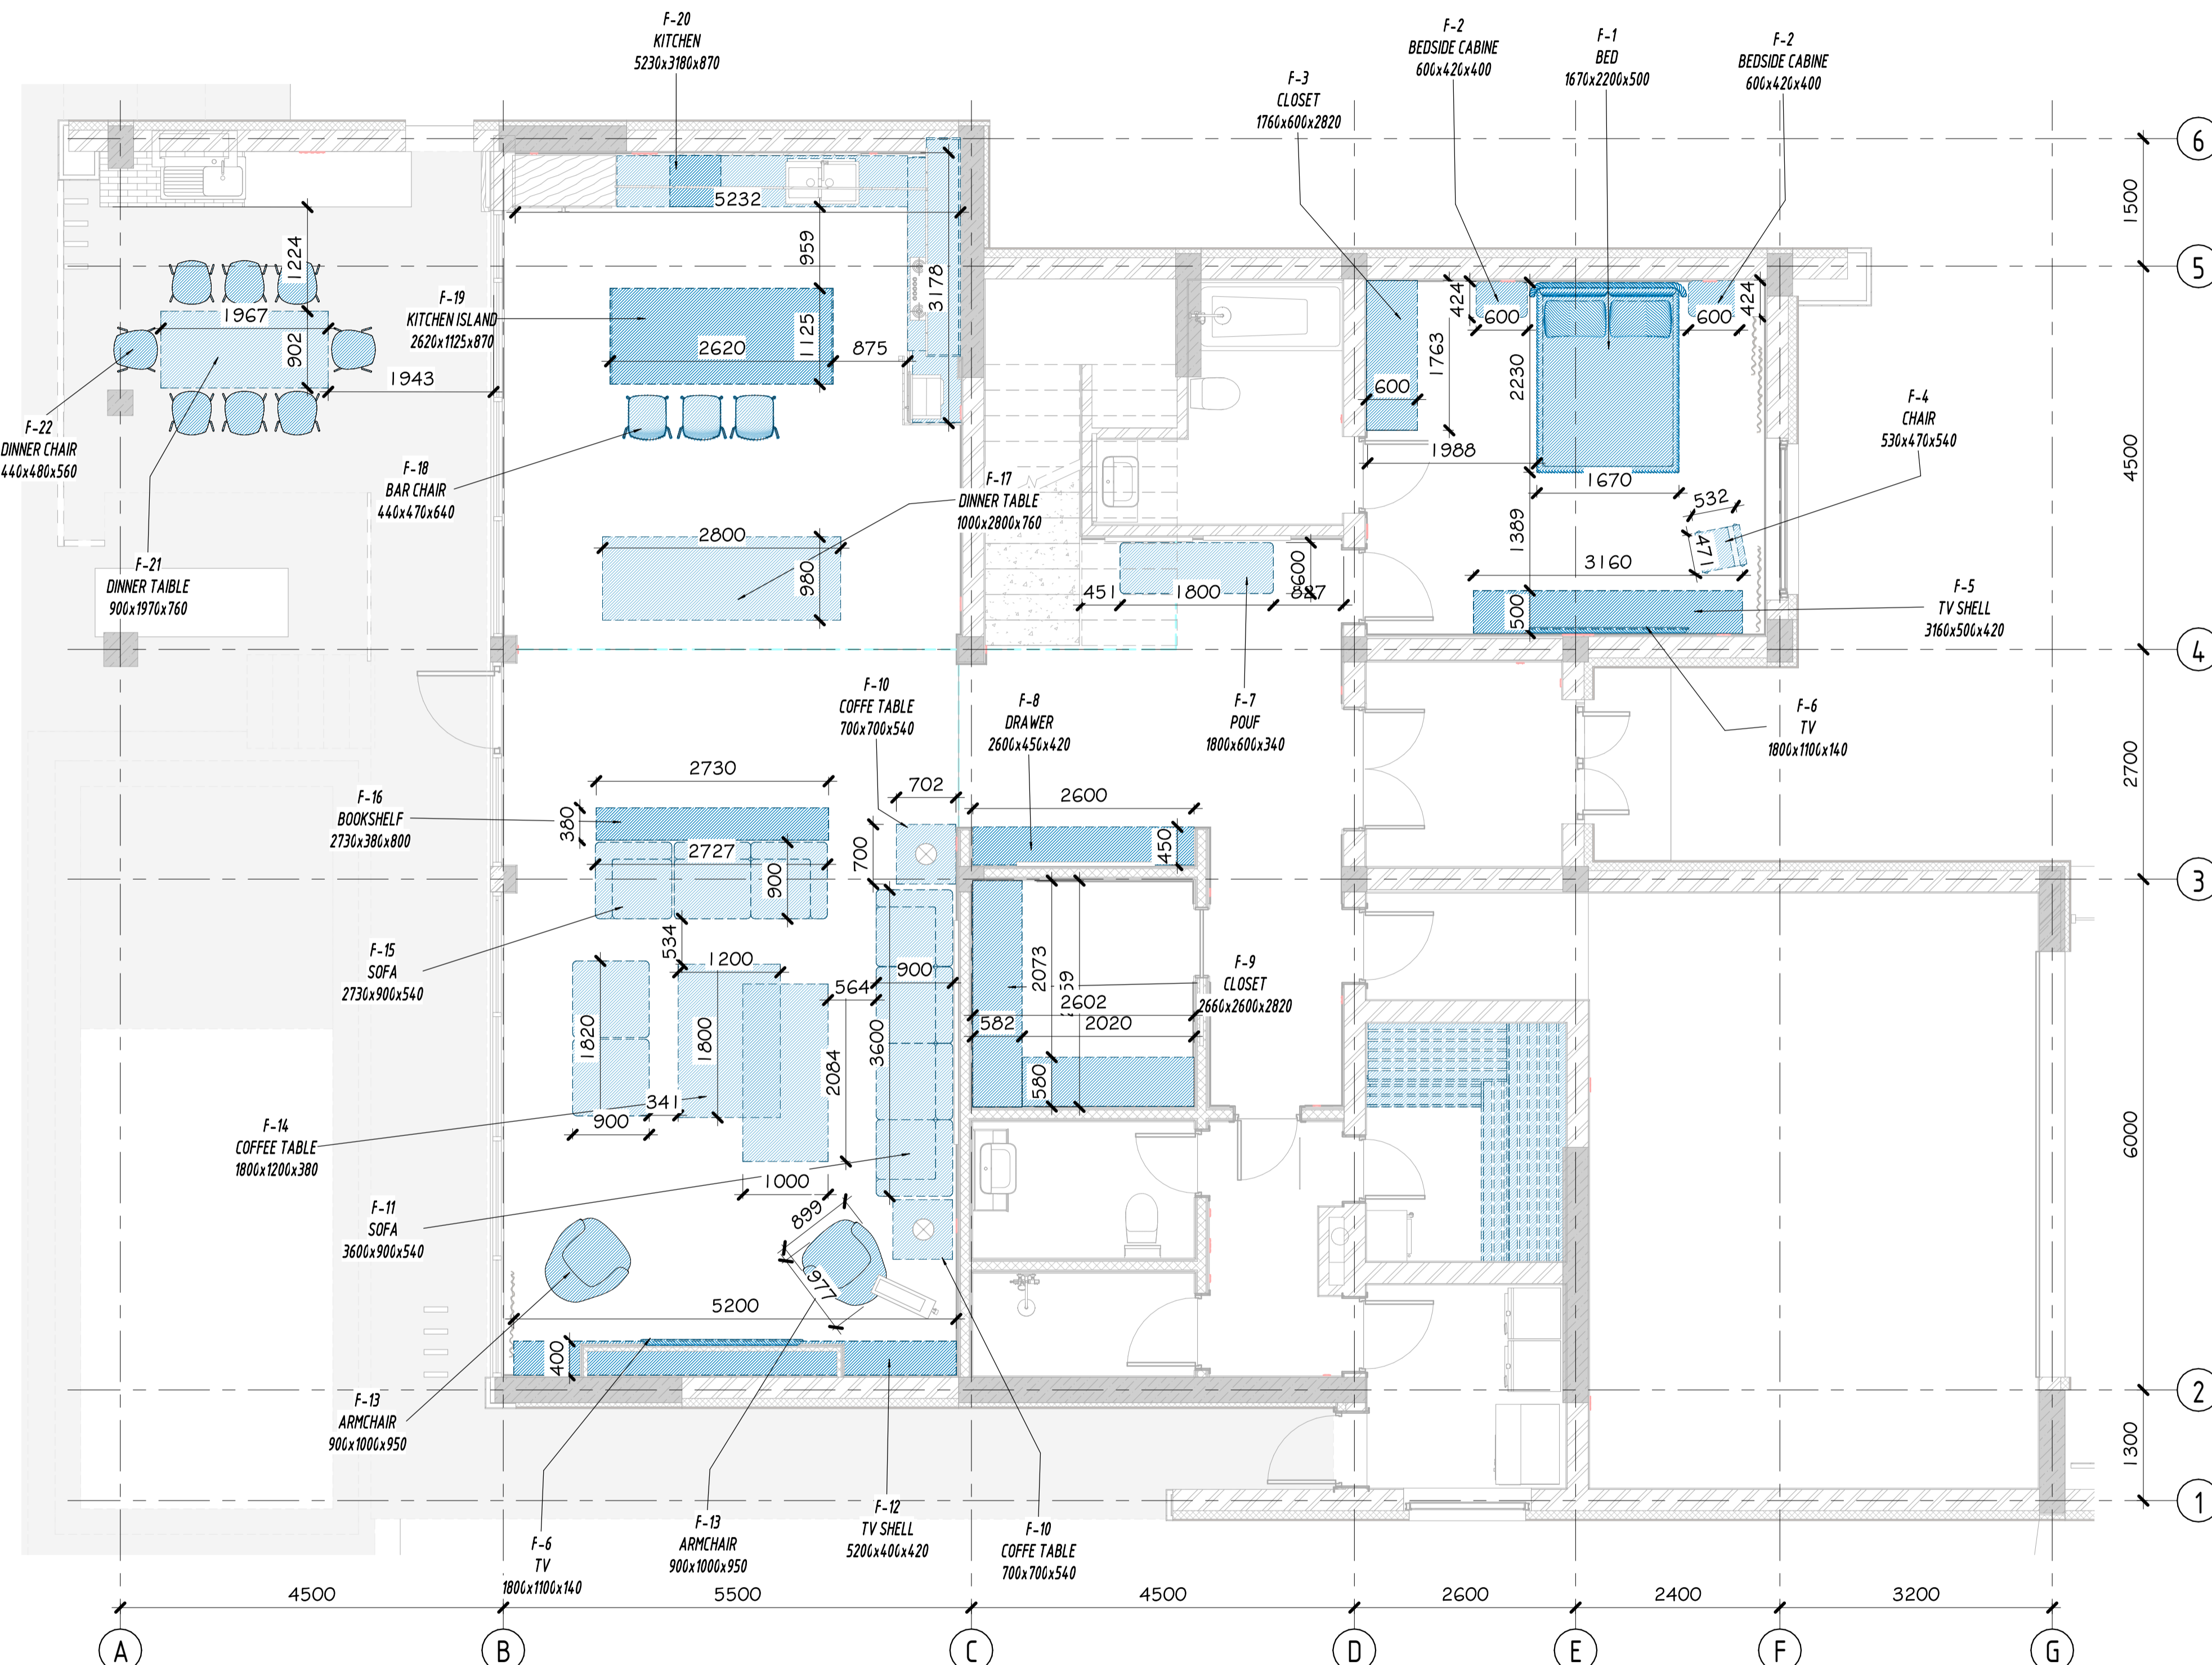 F-20
KITCHEN
5230x3180x870
F-2
BEDSIDE CABINE
600x420x400
F-1
BED
1670x2200x500
F-2
BEDSIDE CABINE
600x420x400
F-3
CLOSET
1760x600x2820
6
1500
5
4500
4
2700
3
6000
2
1300
1
5232
959
3178
1224
1967
902
1943
F-19
KITCHEN ISLAND
2620x1125x870
2620
1125
875
424
600
600
424
1763
600
2230
1988
1670
532
471
1389
3160
500
F-4
CHAIR
530x470x540
F-22
DINNER CHAIR
440x480x560
F-18
BAR CHAIR
440x470x640
F-17
DINNER TABLE
1000x2800x760
2800
980
F-21
DINNER TAIBLE
900x1970x760
600
451
1800
827
F-5
TV SHELL
3160x500x420
F-10
COFFE TABLE
700x700x540
F-8
DRAWER
2600x450x420
F-7
POUF
1800x600x340
F-6
TV
1800x1100x140
2730
702
2600
F-16
BOOKSHELF
2730x380x800
380
2727
900
700
450
F-15
SOFA
2730x900x540
534
1200
564
900
2073
59
2602
582
2020
F-9
CLOSET
2660x2600x2820
1820
1800
2084
3600
580
341
900
F-14
COFFEE TABLE
1800x1200x380
1000
F-11
SOFA
3600x900x540
899
977
5200
400
F-13
ARMCHAIR
900x1000x950
F-6
TV
1800x1100x140
F-13
ARMCHAIR
900x1000x950
F-12
TV SHELL
5200x400x420
F-10
COFFE TABLE
700x700x540
4500
5500
4500
2600
2400
3200
A
B
C
D
E
F
G